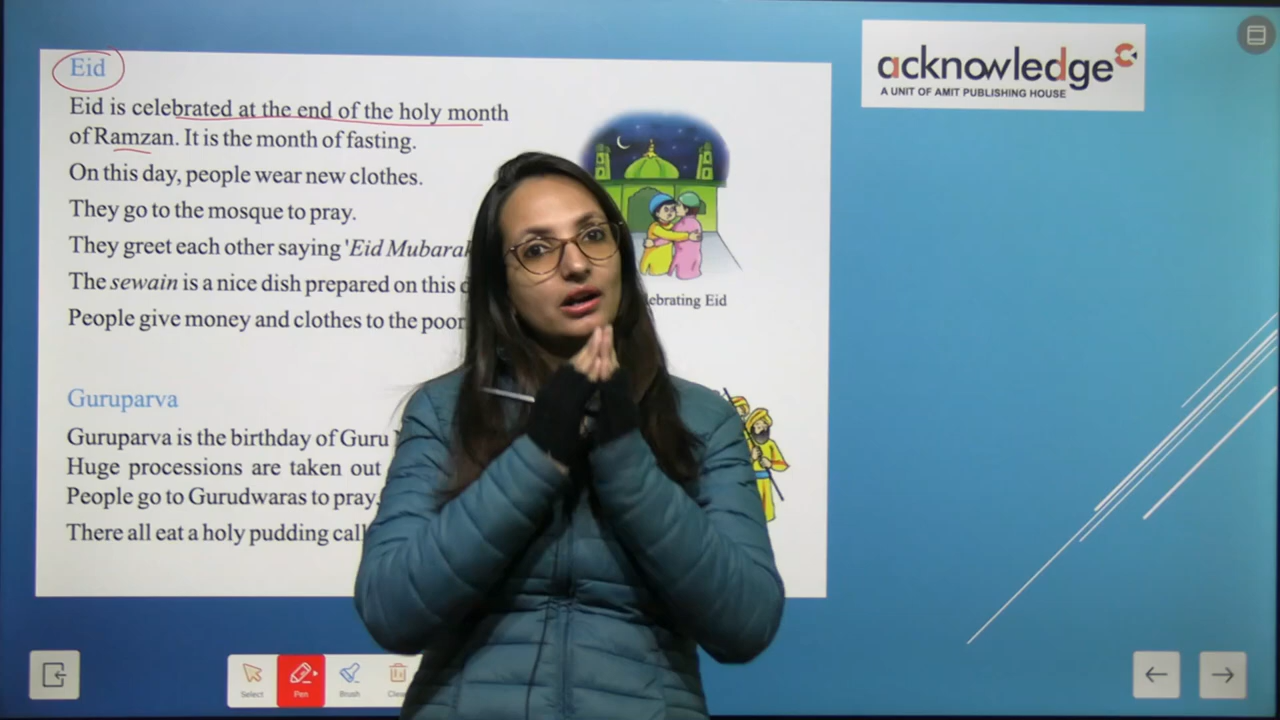 Eid
Eid is celebrated at the end of the holy month
of Ramzan. It is the month of fasting.
On this day, people wear new clothes.
They go to the mosque to pray.
They greet each other saying 'Eid Mubarak
The sewain is a nice dish prepared on this
People give money and clothes to the poor
ebrating Eid
Guruparva
Guruparva is the birthday of Guru
Huge processions are taken out
People go to Gurudwaras to pray.
There all eat a holy pudding call
acknowledge
A UNIT OF AMIT PUBLISHING HOUSE
Select
Pen
Brush
Clea